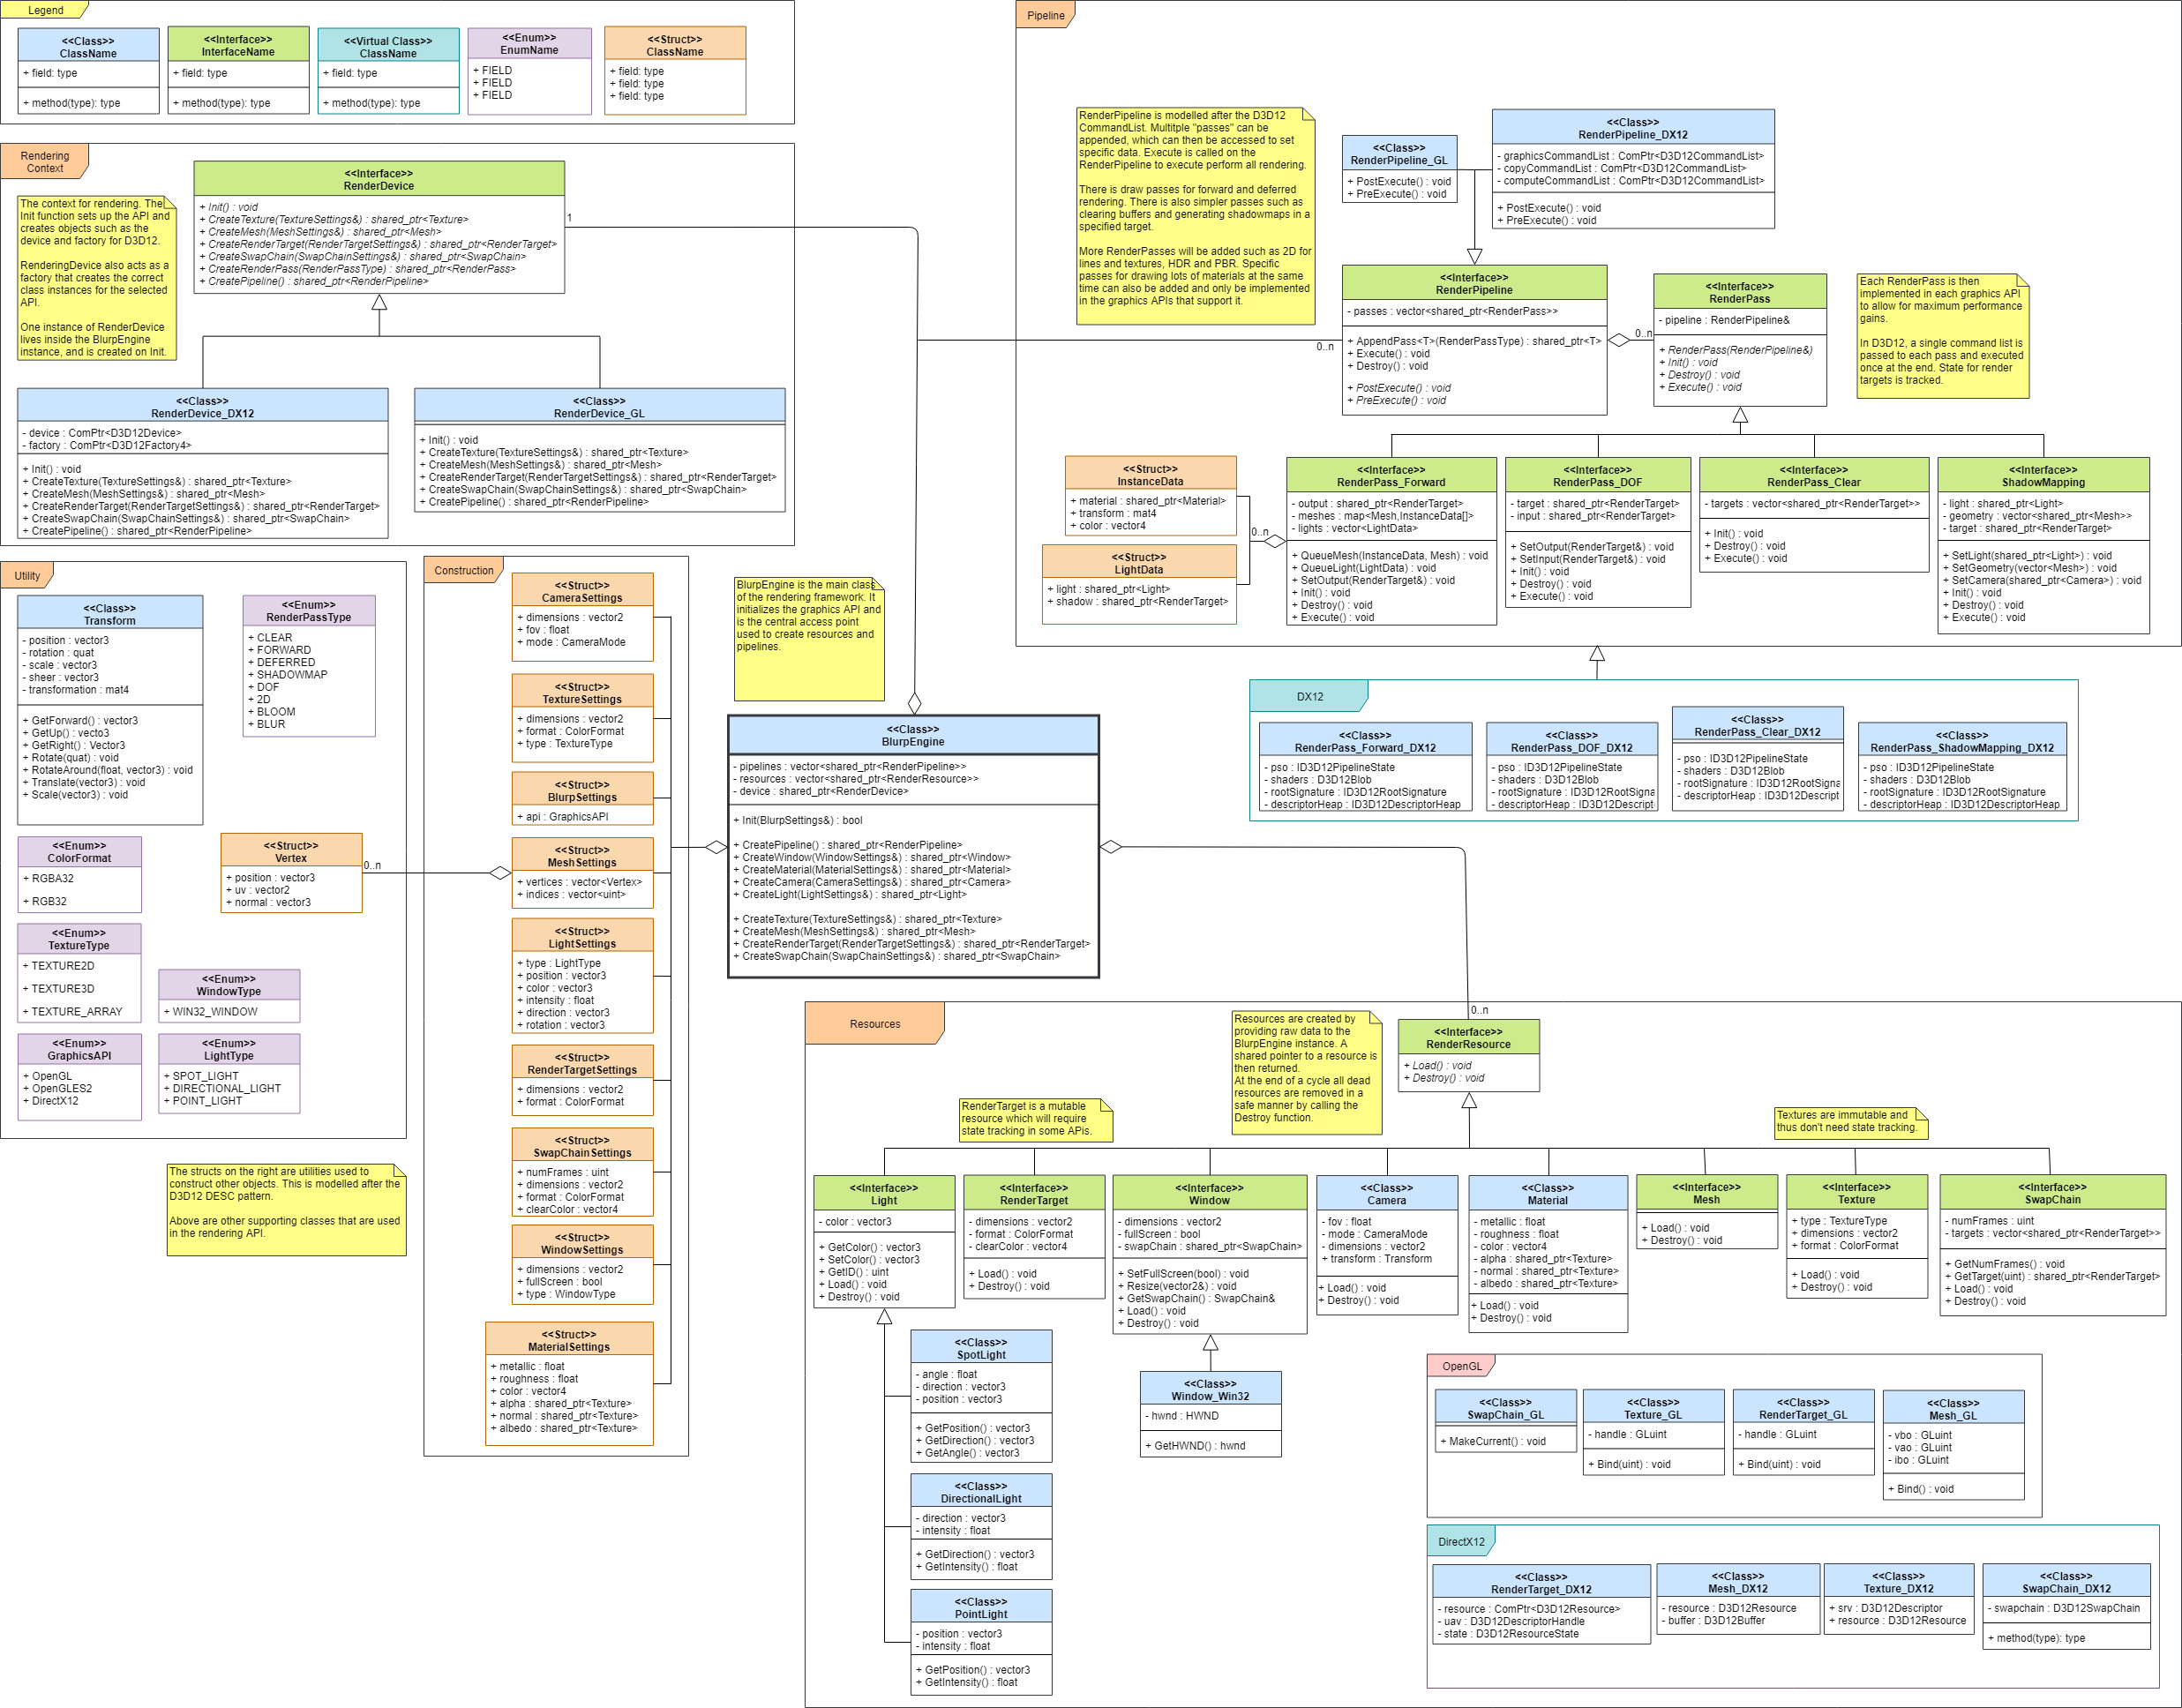 Legend
<<Class>>
ClassName
+ field: type
+ method(type): type
<<Interface>>
InterfaceName
+ field: type
+ method(type): type
<<Virtual Class>>
ClassName
+ field: type
+ method(type): type
<<Enum>>
EnumName
+ FIELD
+ FIELD
+ FIELD
<<Struct>>
ClassName
+ field: type
+ field: type
+ field: type
Rendering
Context
The context for rendering. The
Init function sets up the API and
creates objects such as the
device and factory for D3D12.
RenderingDevice also acts as a
factory that creates the correct
class instances for the selected
API.
One instance of RenderDevice
lives inside the BlurpEngine
instance, and is created on Init.
<<Interface>>
RenderDevice
+ Init() : void
+ CreateTexture(TextureSettings&) : shared_ptr<Texture>
+ CreateMesh(MeshSettings&) : shared_ptr<Mesh>
+ CreateRenderTarget(RenderTargetSettings&) : shared_ptr<RenderTarget>
+ CreateSwapChain(SwapChainSettings&) : shared_ptr<SwapChain>
+ CreateRenderPass(RenderPassType) : shared_ptr<RenderPass>
+ CreatePipeline() : shared_ptr<RenderPipeline>
1
<<Class>>
RenderDevice_DX12
- device : ComPtr<D3D12Device>
- factory : ComPtr<D3D12Factory4>
+ Init() : void
+ CreateTexture(TextureSettings&) : shared_ptr<Texture>
+ CreateMesh(MeshSettings&) : shared_ptr<Mesh>
+ CreateRenderTarget(RenderTargetSettings&) : shared_ptr<RenderTarget>
+ CreateSwapChain(SwapChainSettings&) : shared_ptr<SwapChain>
+ CreatePipeline() : shared_ptr<RenderPipeline>
<<Class>>
RenderDevice_GL
+ Init() : void
+ CreateTexture(TextureSettings&) : shared_ptr<Texture>
+ CreateMesh(MeshSettings&) : shared_ptr<Mesh>
+ CreateRenderTarget(RenderTargetSettings&) : shared_ptr<RenderTarget>
+ CreateSwapChain(SwapChainSettings&) : shared_ptr<SwapChain>
+ CreatePipeline() : shared_ptr<RenderPipeline>
Pipeline
RenderPipeline is modelled after the D3D12
CommandList. Multitple "passes" can be
appended, which can then be accessed to set
specific data. Execute is called on the
RenderPipeline to execute perform all rendering.
There is draw passes for forward and deferred
rendering. There is also simpler passes such as
clearing buffers and generating shadowmaps in a
specified target.
More RenderPasses will be added such as 2D for
lines and textures, HDR and PBR. Specific
passes for drawing lots of materials at the same
time can also be added and only be implemented
in the graphics APIs that support it.
<<Class>>
RenderPipeline_GL
+ PostExecute() : void
+ PreExecute() : void
<<Class>>
RenderPipeline_DX12
- graphicsCommandList : ComPtr<D3D12CommandList>
- copyCommandList : ComPtr<D3D12CommandList>
- computeCommandList : ComPtr<D3D12CommandList>
+ PostExecute() : void
+ PreExecute() : void
<<Interface>>
RenderPipeline
- passes : vector<shared_ptr<RenderPass>>
+ AppendPass<T>(RenderPassType) : shared_ptr<T>
+ Execute() : void
+ Destroy() : void
+ PostExecute() : void
+ PreExecute() : void
0..n
0..n
<<Interface>>
RenderPass
- pipeline : RenderPipeline&
+ RenderPass(RenderPipeline&)
+ Init() : void
+ Destroy() : void
+ Execute() : void
Each RenderPass is then
implemented in each graphics API
to allow for maximum perfomance
gains.
In D3D12, a single command list is
passed to each pass and executed
once at the end. State for render
targets is tracked.
<<Struct>>
InstanceData
+ material : shared_ptr<Material>
+ transform : mat4
+ color : vector4
<<Struct>>
LightData
+ light : shared_ptr<Light>
+ shadow : shared_ptr<RenderTarget>
0..n
<<Interface>>
RenderPass_Forward
- output : shared_ptr<RenderTarget>
- meshes : map<Mesh,InstanceData[]>
- lights : vector<LightData>
+ QueueMesh(InstanceData, Mesh) : void
+ QueueLight(LightData) : void
+ SetOutput(RenderTarget&) : void
+ Init() : void
+ Destroy() : void
+ Execute() : void
<<Interface>>
RenderPass_DOF
- target : shared_ptr<RenderTarget>
- input : shared_ptr<RenderTarget>
+ SetOutput(RenderTarget&) : void
+ SetInput(RenderTarget&) : void
+ Init() : void
+ Destroy() : void
+ Execute() : void
<<Interface>>
RenderPass_Clear
- targets : vector<shared_ptr<RenderTarget>>
+ Init() : void
+ Destroy() : void
+ Execute() : void
<<Interface>>
ShadowMapping
- light : shared_ptr<Light>
- geometry : vector<shared_ptr<Mesh>>
- target : shared_ptr<RenderTarget>
+ SetLight(shared_ptr<Light>) : void
+ SetGeometry(vector<Mesh>) : void
+ SetCamera(shared_ptr<Camera>) : void
+ Init() : void
+ Destroy() : void
+ Execute() : void
DX12
<<Class>>
RenderPass_Forward_DX12
- pso : ID3D12PipelineState
- shaders : D3D12Blob
- rootSignature : ID3D12RootSignature
- descriptorHeap : ID3D12DescriptorHeap
<<Class>>
RenderPass_DOF_DX12
- pso : ID3D12PipelineState
- shaders : D3D12Blob
- rootSignature : ID3D12RootSigna
- descriptorHeap : ID3D12Descript
<<Class>>
RenderPass_Clear_DX12
- pso : ID3D12PipelineState
- shaders : D3D12Blob
- rootSignature : ID3D12RootSigna
- descriptorHeap : ID3D12Descript
<<Class>>
RenderPass_ShadowMapping_DX12
- pso : ID3D12PipelineState
- shaders : D3D12Blob
- rootSignature : ID3D12RootSignature
- descriptorHeap : ID3D12DescriptorHeap
Utility
<<Class>>
Transform
- position : vector3
- rotation : quat
- scale : vector3
- sheer : vector3
- transformation : mat4
+ GetForward() : vector3
+ GetUp() : vecto3
+ GetRight() : Vector3
+ Rotate(quat) : void
+ RotateAround(float, vector3) : void
+ Translate(vector3) : void
+ Scale(vector3) : void
<<Enum>>
RenderPassType
+ CLEAR
+ FORWARD
+ DEFERRED
+ SHADOWMAP
+ DOF
+ 2D
+ BLOOM
+ BLUR
<<Enum>>
ColorFormat
+ RGBA32
+ RGB32
<<Struct>>
Vertex
+ position : vector3
+ uv : vector2
+ normal : vector3
0..n
<<Enum>>
TextureType
+ TEXTURE2D
+ TEXTURE3D
+ TEXTURE_ARRAY
<<Enum>>
WindowType
+ WIN32_WINDOW
<<Enum>>
GraphicsAPI
+ OpenGL
+ OpenGLES2
+ DirectX12
<<Enum>>
LightType
+ SPOT_LIGHT
+ DIRECTIONAL_LIGHT
+ POINT_LIGHT
The structs on the right are utilities used to
construct other objects. This is modelled after the
D3D12 DESC pattern.
Above are other supporting classes that are used
in the rendering API.
Construction
<<Struct>>
CameraSettings
+ dimensions : vector2
+ fov : float
+ mode : CameraMode
<<Struct>>
TextureSettings
+ dimensions : vector2
+ format : ColorFormat
+ type : TextureType
<<Struct>>
BlurpSettings
+ api : GraphicsAPI
<<Struct>>
MeshSettings
+ vertices : vector<Vertex>
+ indices : vector<uint>
<<Struct>>
LightSettings
+ type : LightType
+ position : vector3
+ color : vector3
+ intensity : float
+ direction : vector3
+ rotation : vector3
<<Struct>>
RenderTargetSettings
+ dimensions : vector2
+ format : ColorFormat
<<Struct>>
SwapChainSettings
+ numFrames : uint
+ dimensions : vector2
+ format : ColorFormat
+ clearColor : vector4
<<Struct>>
WindowSettings
+ dimensions : vector2
+ fullScreen : bool
+ type : WindowType
<<Struct>>
MaterialSettings
+ metallic : float
+ roughness : float
+ color : vector4
+ alpha : shared_ptr<Texture>
+ normal : shared_ptr<Texture>
+ albedo : shared_ptr<Texture>
BlurpEngine is the main class
of the rendering framework. It
initializes the graphics API and
is the central access point
used to create resources and
pipelines.
<<Class>>
BlurpEngine
- pipelines : vector<shared_ptr<RenderPipeline>>
- resources : vector<shared_ptr<RenderResource>>
- device : shared_ptr<RenderDevice>
+ Init(BlurpSettings&) : bool
+ CreatePipeline() : shared_ptr<RenderPipeline>
+ CreateWindow(WindowSettings&) : shared_ptr<Window>
+ CreateMaterial(MaterialSettings&) : shared_ptr<Material>
+ CreateCamera(CameraSettings&) : shared_ptr<Camera>
+ CreateLight(LightSettings&) : shared_ptr<Light>
+ CreateTexture(TextureSettings&) : shared_ptr<Texture>
+ CreateMesh(MeshSettings&) : shared_ptr<Mesh>
+ CreateRenderTarget(RenderTargetSettings&) : shared_ptr<RenderTarget>
+ CreateSwapChain(SwapChainSettings&) : shared_ptr<SwapChain>
Resources
Resources are created by
providing raw data to the
BlurpEngine instance. A
shared pointer to a resource is
then returned.
At the end of a cycle all dead
resources are removed in a
safe manner by calling the
Destroy function.
0..n
<<Interface>>
RenderResource
+ Load() : void
+ Destroy() : void
RenderTarget is a mutable
resource which will require
state tracking in some APIs.
Textures are immutable and
thus don't need state tracking.
<<Interface>>
Light
- color : vector3
+ GetColor() : vector3
+ SetColor() : vector3
+ GetID() : uint
+ Load() : void
+ Destroy() : void
<<Interface>>
RenderTarget
- dimensions : vector2
- format : ColorFormat
- clearColor : vector4
+ Load() : void
+ Destroy() : void
<<Interface>>
Window
- dimensions : vector2
- fullScreen : bool
- swapChain : shared_ptr<SwapChain>
+ SetFullScreen(bool) : void
+ Resize(vector2&) : void
+ GetSwapChain() : SwapChain&
+ Load() : void
+ Destroy() : void
<<Class>>
Camera
- fov : float
- mode : CameraMode
- dimensions : vector2
+ transform : Transform
+ Load() : void
+ Destroy() : void
<<Class>>
Material
- metallic : float
- roughness : float
- color : vector4
- alpha : shared_ptr<Texture>
- normal : shared_ptr<Texture>
- albedo : shared_ptr<Texture>
+ Load() : void
+ Destroy() : void
<<Interface>>
Mesh
+ Load() : void
+ Destroy() : void
<<Interface>>
Texture
+ type : TextureType
+ dimensions : vector2
+ format : ColorFormat
+ Load() : void
+ Destroy() : void
<<Interface>>
SwapChain
- numFrames : uint
- targets : vector<shared_ptr<RenderTarget>>
+ GetNumFrames() : void
+ GetTarget(uint) : shared_ptr<RenderTarget>
+ Load() : void
+ Destroy() : void
<<Class>>
SpotLight
- angle : float
- direction : vector3
- position : vector3
+ GetPosition() : vector3
+ GetDirection() : vector3
+ GetAngle() : vector3
<<Class>>
Window_Win32
- hwnd : HWND
+ GetHWND() : hwnd
<<Class>>
DirectionalLight
- direction : vector3
- intensity : float
+ GetDirection() : vector3
+ GetIntensity() : float
<<Class>>
PointLight
- position : vector3
- intensity : float
+ GetPosition() : vector3
+ GetIntensity() : float
OpenGL
<<Class>>
SwapChain_GL
+ MakeCurrent() : void
<<Class>>
Texture_GL
- handle : GLuint
+ Bind(uint) : void
<<Class>>
RenderTarget_GL
- handle : GLuint
+ Bind(uint) : void
<<Class>>
Mesh_GL
- vbo : GLuint
- vao : GLuint
- ibo : GLuint
+ Bind() : void
DirectX12
<<Class>>
RenderTarget_DX12
- resource : ComPtr<D3D12Resource>
- uav : D3D12DescriptorHandle
- state : D3D12ResourceState
<<Class>>
Mesh_DX12
- resource : D3D12Resource
- buffer : D3D12Buffer
<<Class>>
Texture_DX12
+ srv : D3D12Descriptor
+ resource : D3D12Resource
<<Class>>
SwapChain_DX12
- swapchain : D3D12SwapChain
+ method(type): type